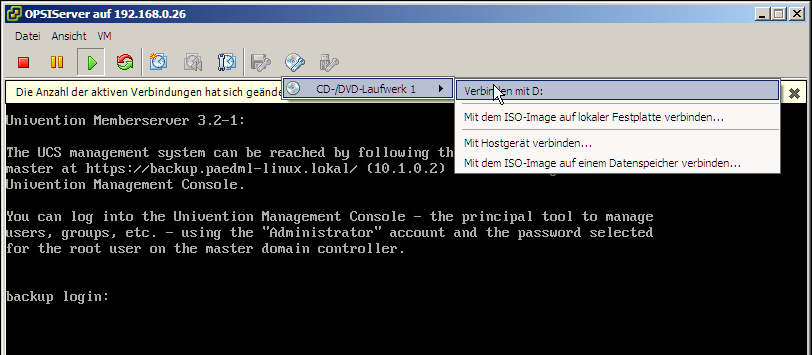 OPSIServer auf 192.168.0.26
Datei Ansicht VM
Die Anzahl der aktiven Verbindungen hat sich geände
CD-/DVD-Laufwerk 1
Verbinden mit D:
Mit dem ISO-Image auf lokaler Festplatte verbinden...
Mit Hostgerät verbinden...
Mit dem ISO-Image auf einem Datenspeicher verbinden...
Univention Memberserver 3.2-1:
The UCS management system can be reached by following th
master at https://backup.paedml-linux.lokal/ (10.1.0.2)
Univention Management Console.
You can log into the Univention Management Console - the principal tool to manage
users, groups, etc. - using the "Administrator" account and the password selected
for the root user on the master domain controller.
backup login: